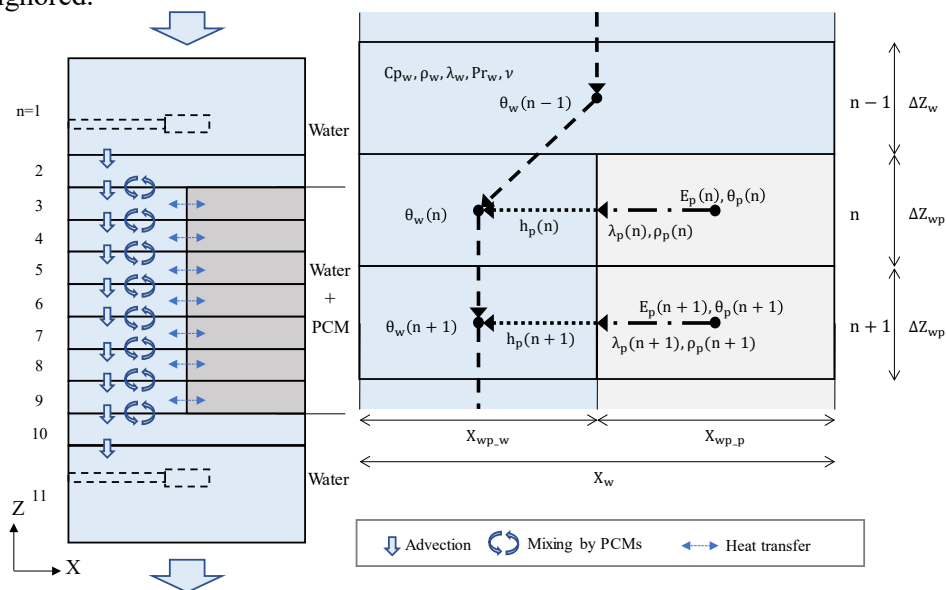 ignored.
n=1
2
3
4
5
6
7
8
9
10
11
Water
Water
+
PCM
Water
Z
X
Cp_w, ρ_w, λ_w, Pr_w, ν
θ_w(n − 1)
n − 1
ΔZ_w
θ_w(n)
h_p(n)
E_p(n), θ_p(n)
λ_p(n), ρ_p(n)
n
ΔZ_wp
θ_w(n + 1)
h_p(n + 1)
E_p(n + 1), θ_p(n + 1)
λ_p(n + 1), ρ_p(n + 1)
n + 1
ΔZ_wp
X_wp_w
X_wp_p
X_w
Advection
Mixing by PCMs
Heat transfer